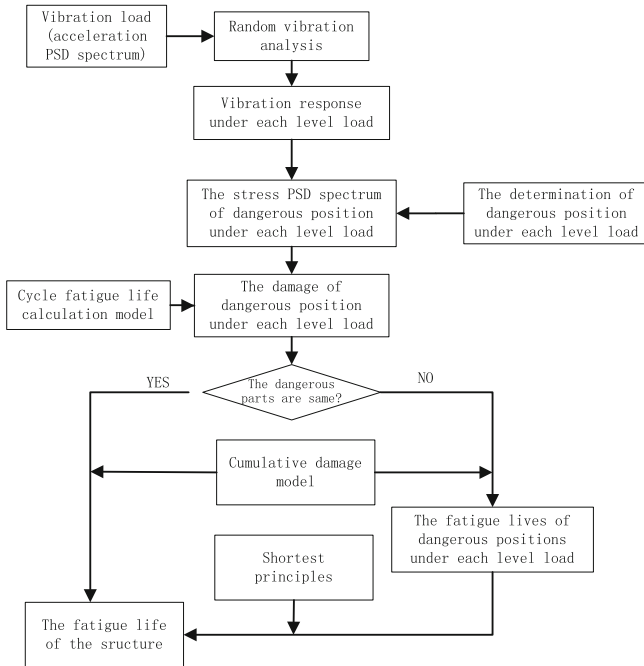 Vibration load
(acceleration
PSD spectrum)
Random vibration
analysis
Vibration response
under each level load
The stress PSD spectrum
of dangerous position
under each level load
The determination of
dangerous position
under each level load
Cycle fatigue life
calculation model
The damage of
dangerous position
under each level load
YES
The dangerous
parts are same?
NO
Cumulative damage
model
The fatigue lives of
dangerous positions
under each level load
Shortest
principles
The fatigue life
of the sructure